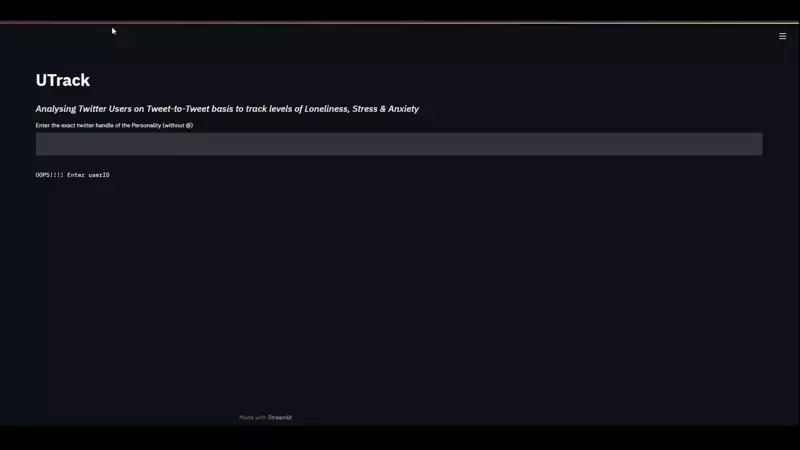 UTrack
Analysing Twitter Users on Tweet-to-Tweet basis to track levels of Loneliness, Stress & Anxiety
Enter the exact twitter handle of the Personality (without @)
OOPS!!!! Enter userID
Made with Streamlit